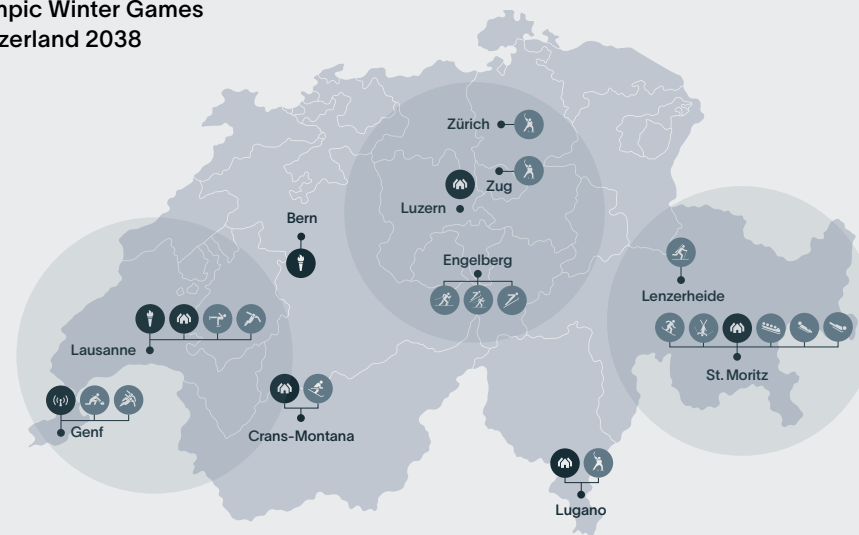 mpic Winter Games
zerland 2038
Zürich
Zug
Luzern
Bern
Engelberg
Lenzerheide
Lausanne
St. Moritz
Genf
Crans-Montana
Lugano